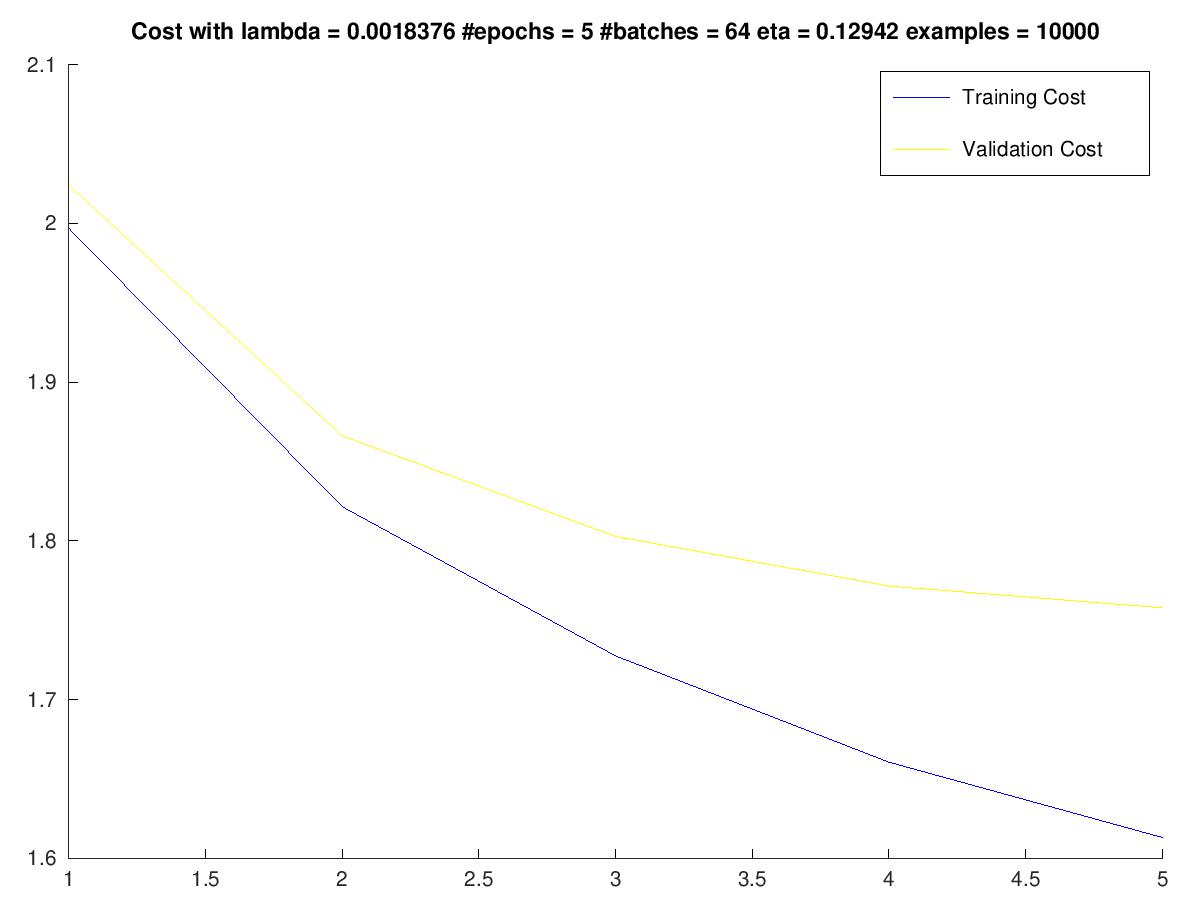 Cost with lambda = 0.0018376 #epochs = 5 #batches = 64 eta = 0.12942 examples = 10000
2.1
Training Cost
Validation Cost
2
1.9
1.8
1.7
1.6
1 1.5 2 2.5 3 3.5 4 4.5 5